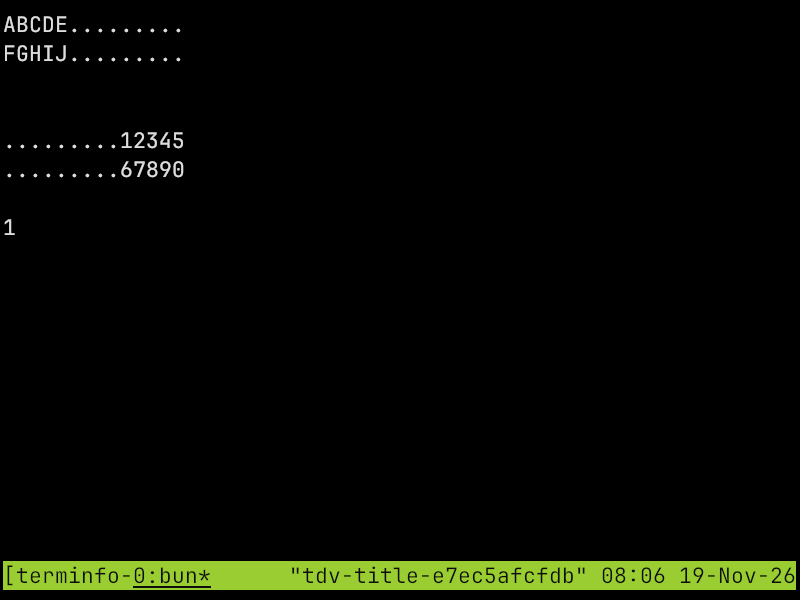 ABCDE.........
FGHIJ.........
.........12345
.........67890
1
[terminfo-0:bun*      "tdv-title-e7ec5afcfdb" 08:06 19-Nov-26